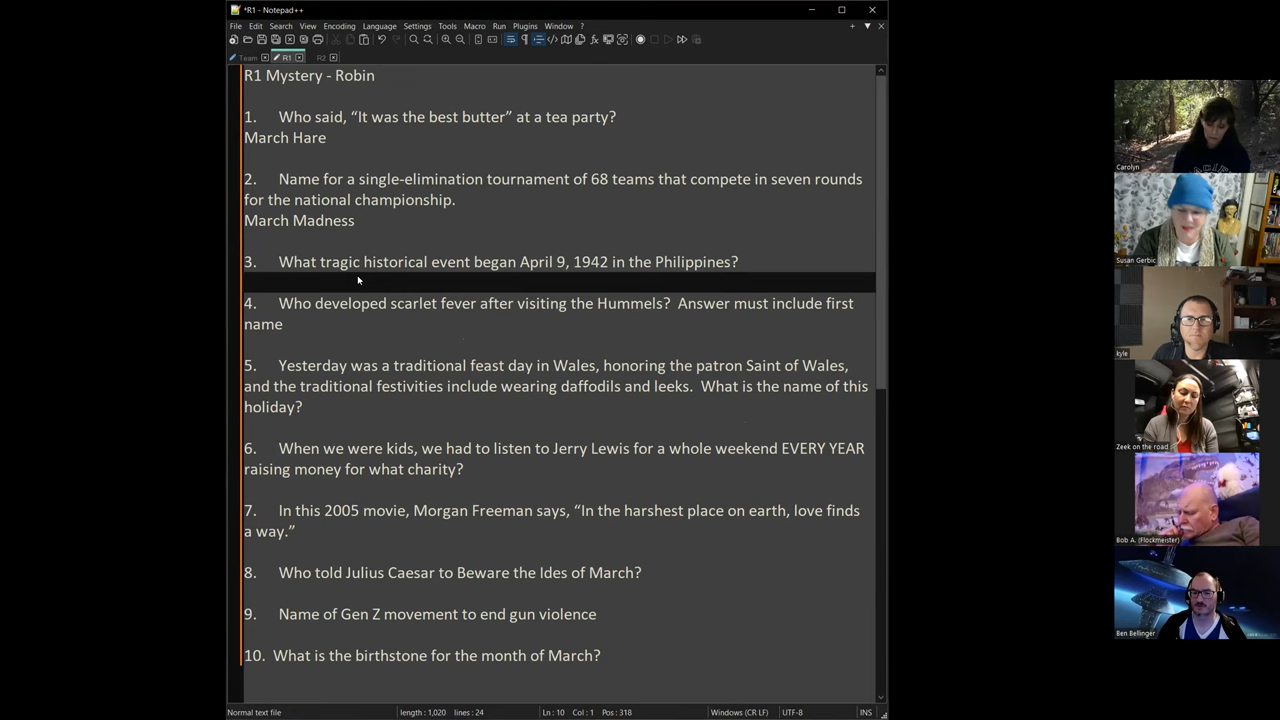 *R1 - Notepad++
File Edit Search View Encoding Language Settings Tools Macro Run Plugins Window ?
Team R1 R2
R1 Mystery - Robin
1. Who said, “It was the best butter” at a tea party?
March Hare
2. Name for a single-elimination tournament of 68 teams that compete in seven rounds
for the national championship.
March Madness
3. What tragic historical event began April 9, 1942 in the Philippines?
4. Who developed scarlet fever after visiting the Hummels? Answer must include first
name
5. Yesterday was a traditional feast day in Wales, honoring the patron Saint of Wales,
and the traditional festivities include wearing daffodils and leeks. What is the name of this
holiday?
6. When we were kids, we had to listen to Jerry Lewis for a whole weekend EVERY YEAR
raising money for what charity?
7. In this 2005 movie, Morgan Freeman says, “In the harshest place on earth, love finds
a way.”
8. Who told Julius Caesar to Beware the Ides of March?
9. Name of Gen Z movement to end gun violence
10. What is the birthstone for the month of March?
Normal text file length : 1,020 lines : 24 Ln : 10 Col : 1 Pos : 318 Windows (CR LF) UTF-8 INS
Carolyn
Susan Gerbic
kyle
Zeek on the road
Bob A. (Flockmeister)
Ben Bellinger